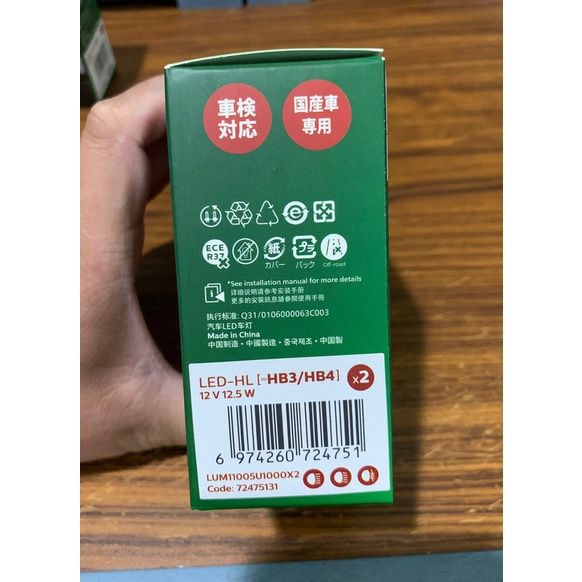 車検
対応
国産車
専用
ECE
R37
紙
カバー
プラ
パック
Off-road
*See installation manual for more details
详细说明请参考安装手册
更多的安裝訊息請參閱使用手冊
执行标准: Q31/0106000063C003
汽车LED车灯
Made in China
中国制造・中國製造・중국제조・中国製
LED-HL [≈HB3/HB4] x2
12 V 12.5 W
6 974260 724751
LUM11005U1000X2
Code: 72475131